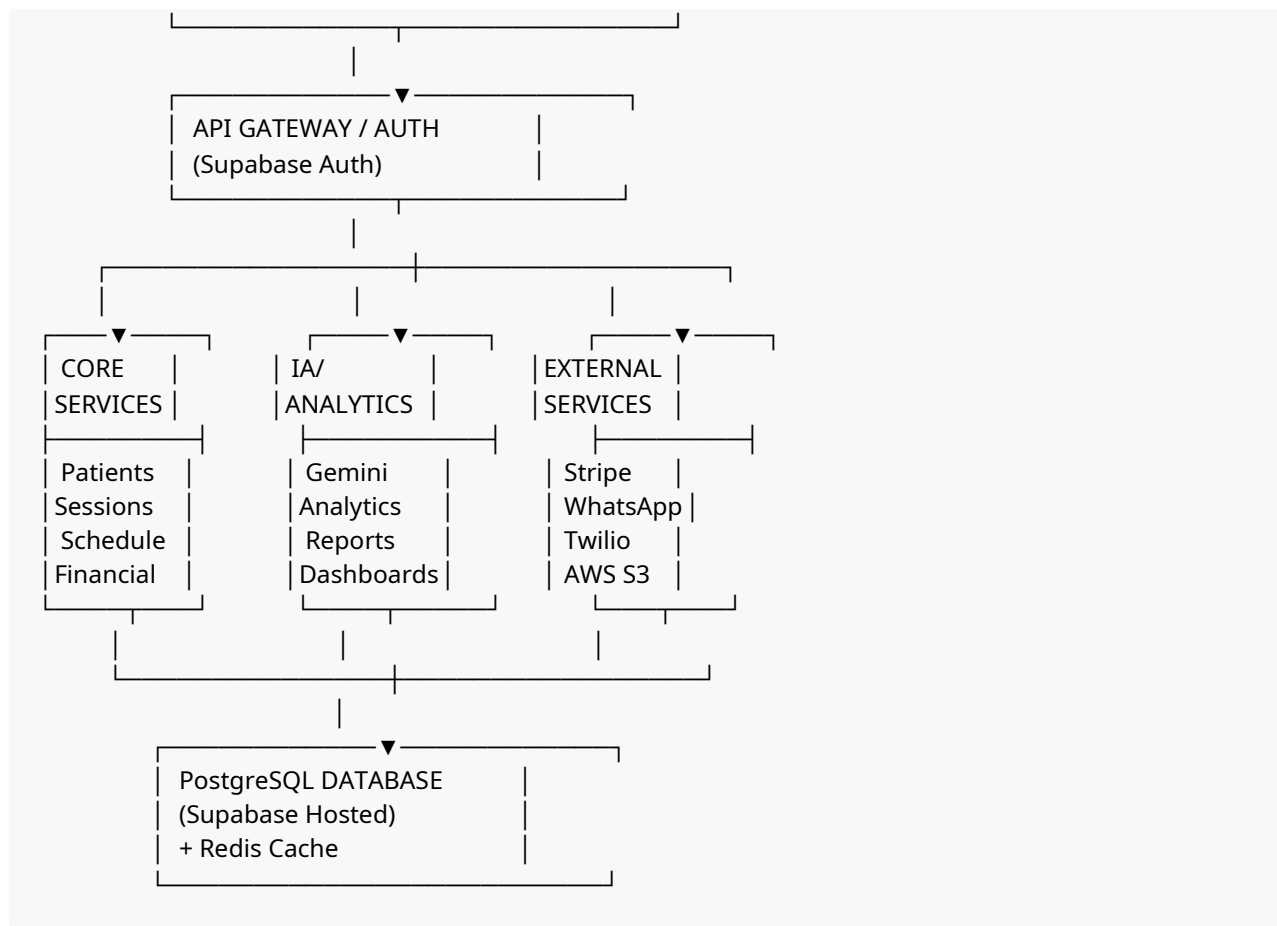 API GATEWAY / AUTH
(Supabase Auth)
CORE
SERVICES
IA/
ANALYTICS
EXTERNAL
SERVICES
Patients
Sessions
Schedule
Financial
Gemini
Analytics
Reports
Dashboards
Stripe
WhatsApp
Twilio
AWS S3
PostgreSQL DATABASE
(Supabase Hosted)
+ Redis Cache